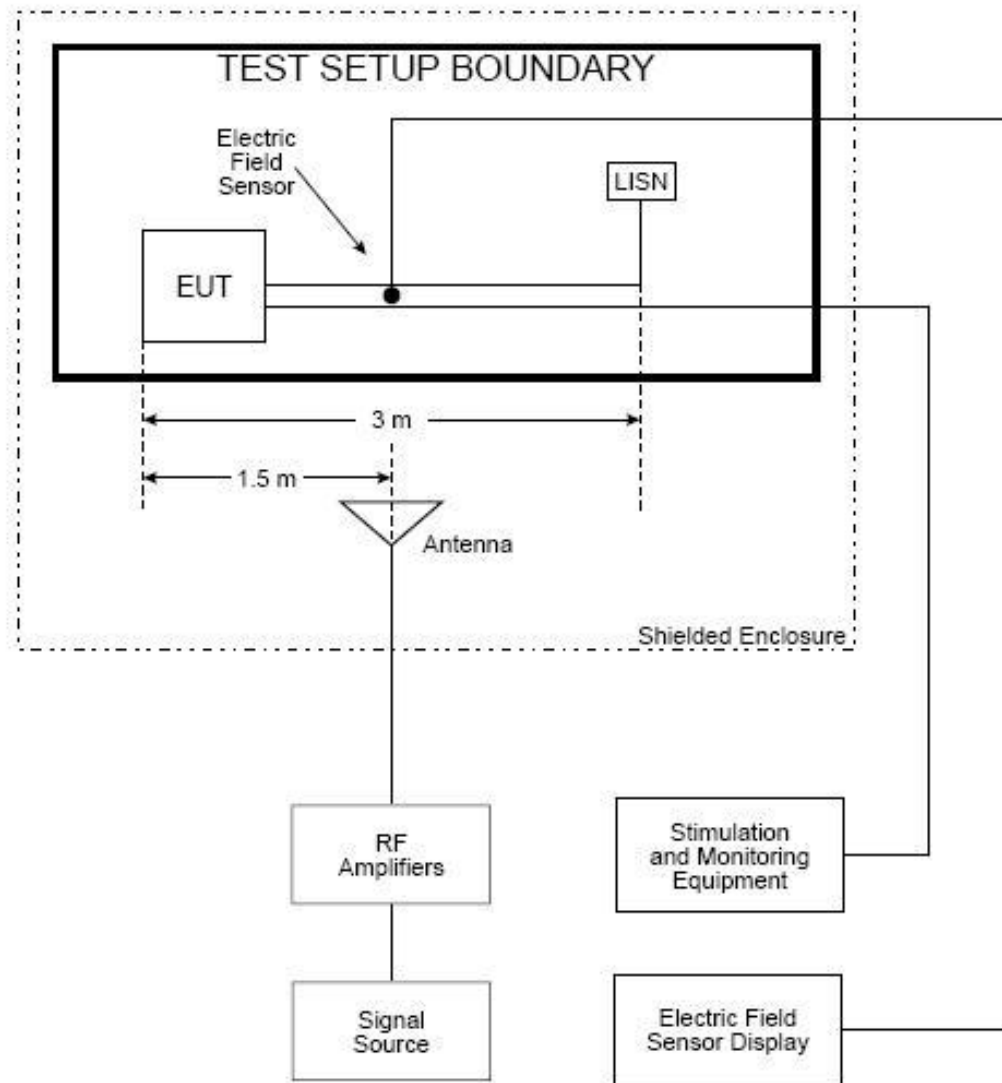 TEST SETUP BOUNDARY
Electric
Field
Sensor
LISN
EUT
3 m
1.5 m
Antenna
Shielded Enclosure
RF
Amplifiers
Stimulation
and Monitoring
Equipment
Signal
Source
Electric Field
Sensor Display